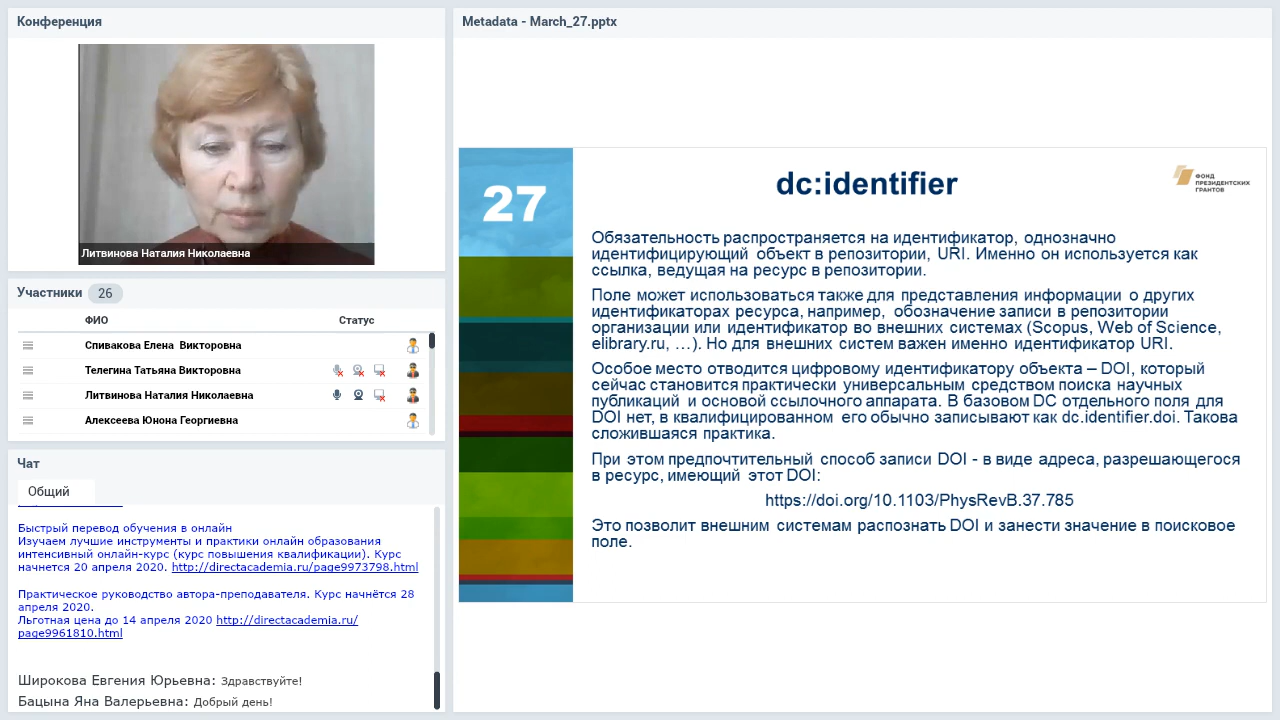 Конференция
Литвинова Наталия Николаевна
Участники 26
ФИО Статус
Спивакова Елена Викторовна
Телегина Татьяна Викторовна
Литвинова Наталия Николаевна
Алексеева Юнона Георгиевна
Чат
Общий
Быстрый перевод обучения в онлайн
Изучаем лучшие инструменты и практики онлайн образования
интенсивный онлайн-курс (курс повышения квалификации). Курс
начнется 20 апреля 2020. http://directacademia.ru/page9973798.html
Практическое руководство автора-преподавателя. Курс начнётся 28
апреля 2020.
Льготная цена до 14 апреля 2020 http://directacademia.ru/
page9961810.html
Широкова Евгения Юрьевна: Здравствуйте!
Бацына Яна Валерьевна: Добрый день!
Metadata - March_27.pptx
27
dc:identifier
ФОНД
ПРЕЗИДЕНТСКИХ
ГРАНТОВ
Обязательность распространяется на идентификатор, однозначно
идентифицирующий объект в репозитории, URI. Именно он используется как
ссылка, ведущая на ресурс в репозитории.
Поле может использоваться также для представления информации о других
идентификаторах ресурса, например, обозначение записи в репозитории
организации или идентификатор во внешних системах (Scopus, Web of Science,
elibrary.ru, …). Но для внешних систем важен именно идентификатор URI.
Особое место отводится цифровому идентификатору объекта – DOI, который
сейчас становится практически универсальным средством поиска научных
публикаций и основой ссылочного аппарата. В базовом DC отдельного поля для
DOI нет, в квалифицированном его обычно записывают как dc.identifier.doi. Такова
сложившаяся практика.
При этом предпочтительный способ записи DOI - в виде адреса, разрешающегося
в ресурс, имеющий этот DOI:
https://doi.org/10.1103/PhysRevB.37.785
Это позволит внешним системам распознать DOI и занести значение в поисковое
поле.